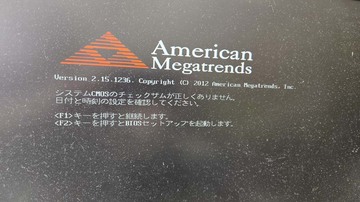 American
Megatrends
Version 2.15.1236. Copyright (C) 2012 American Megatrends, Inc.
システムCMOSのチェックサムが正しくありません。
日付と時刻の設定を確認してください。
<F1>キーを押すと継続します。
<F2>キーを押すとBIOSセットアップを起動します。